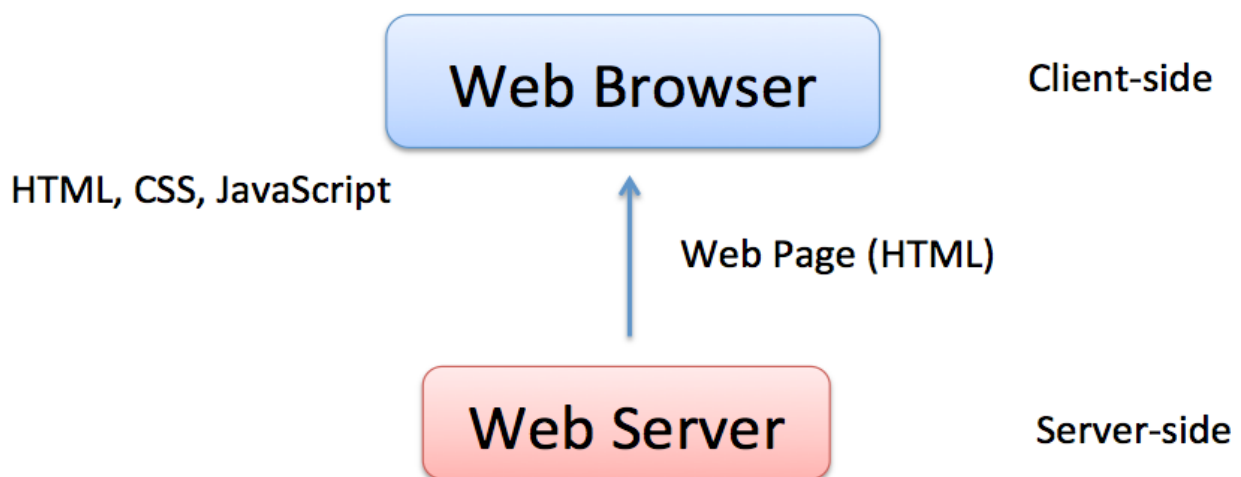 Web Browser
Client-side
HTML, CSS, JavaScript
Web Page (HTML)
Web Server
Server-side